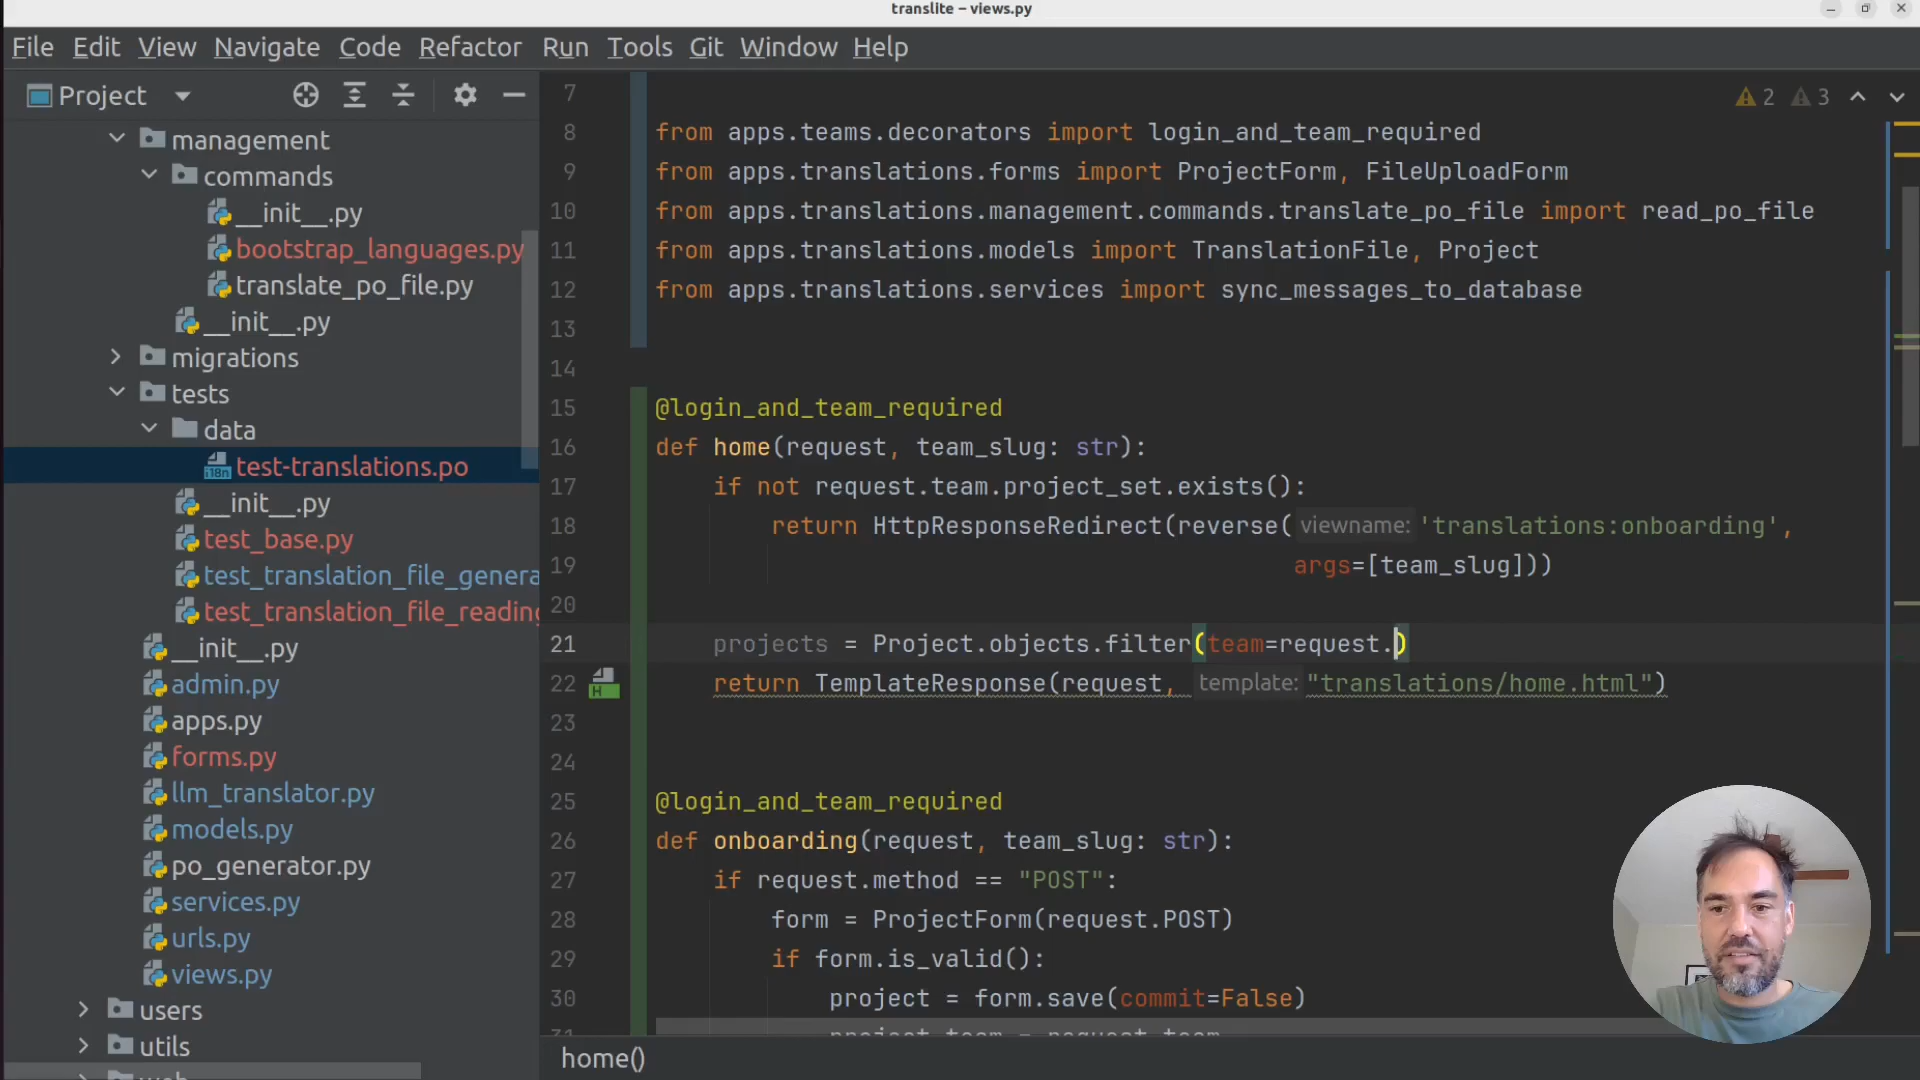 translite – views.py
File Edit View Navigate Code Refactor Run Tools Git Window Help
Project
management
commands
__init__.py
bootstrap_languages.py
translate_po_file.py
__init__.py
migrations
tests
data
test-translations.po
__init__.py
test_base.py
test_translation_file_genera
test_translation_file_reading
__init__.py
admin.py
apps.py
forms.py
llm_translator.py
models.py
po_generator.py
services.py
urls.py
views.py
users
utils
2 3
7
8 from apps.teams.decorators import login_and_team_required
9 from apps.translations.forms import ProjectForm, FileUploadForm
10 from apps.translations.management.commands.translate_po_file import read_po_file
11 from apps.translations.models import TranslationFile, Project
12 from apps.translations.services import sync_messages_to_database
13
14
15 @login_and_team_required
16 def home(request, team_slug: str):
17 if not request.team.project_set.exists():
18 return HttpResponseRedirect(reverse( viewname: 'translations:onboarding',
19 args=[team_slug]))
20
21 projects = Project.objects.filter(team=request.)
22 return TemplateResponse(request, template: "translations/home.html")
23
24
25 @login_and_team_required
26 def onboarding(request, team_slug: str):
27 if request.method == "POST":
28 form = ProjectForm(request.POST)
29 if form.is_valid():
30 project = form.save(commit=False)
31 project.team = request.team
home()